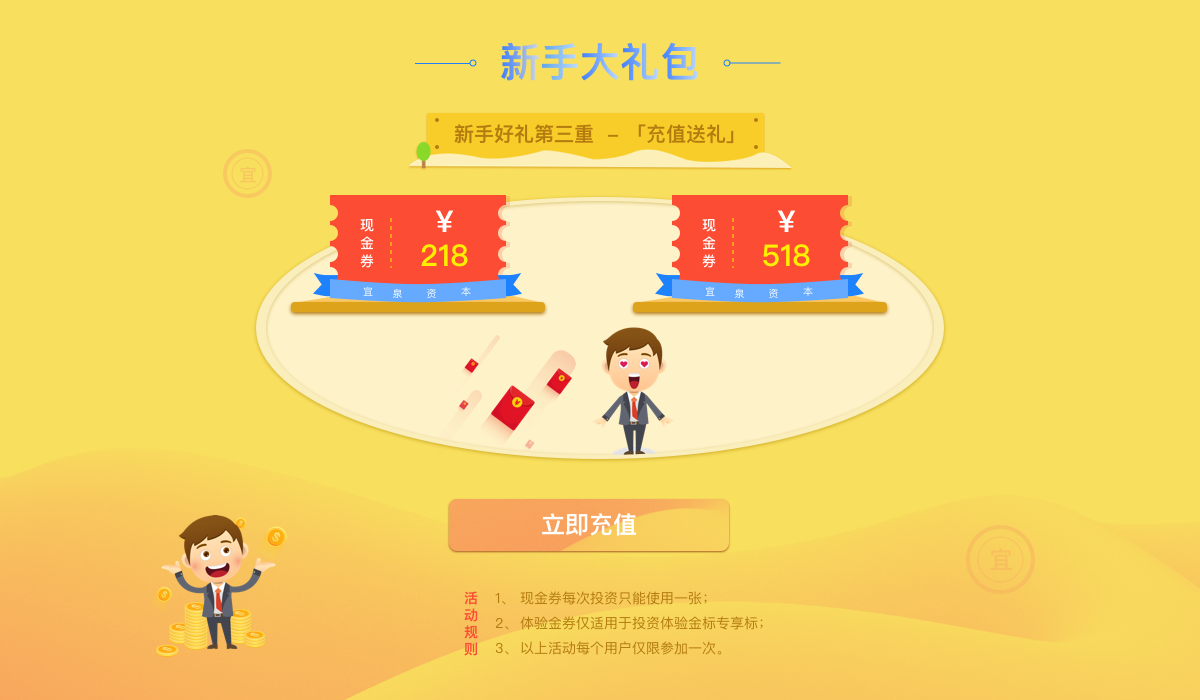 新手大礼包
新手好礼第三重 – 「充值送礼」
宜
现金券
¥
218
宜泉资本
现金券
¥
518
宜泉资本
立即充值
宜
活动规则
1、 现金券每次投资只能使用一张；
2、 体验金券仅适用于投资体验金标专享标；
3、 以上活动每个用户仅限参加一次。